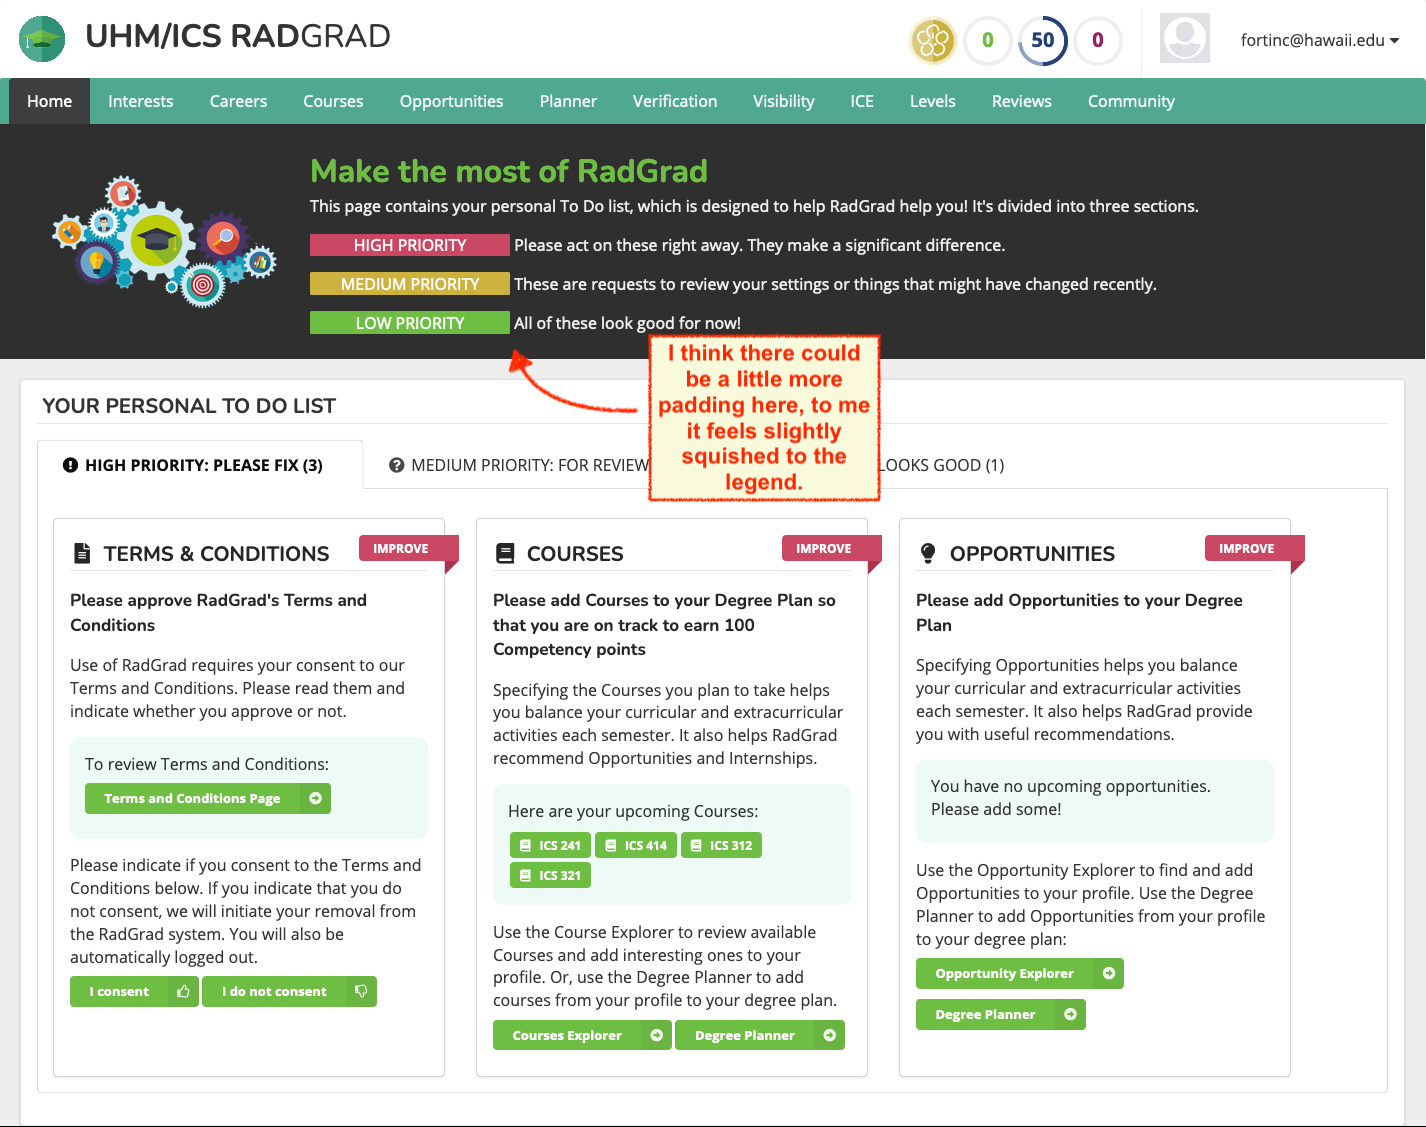 UHM/ICS RADGRAD
0
50
0
fortinc@hawaii.edu
Home
Interests
Careers
Courses
Opportunities
Planner
Verification
Visibility
ICE
Levels
Reviews
Community
Make the most of RadGrad
This page contains your personal To Do list, which is designed to help RadGrad help you! It's divided into three sections.
HIGH PRIORITY Please act on these right away. They make a significant difference.
MEDIUM PRIORITY These are requests to review your settings or things that might have changed recently.
LOW PRIORITY All of these look good for now!
I think there could
be a little more
padding here, to me
it feels slightly
squished to the
legend.
YOUR PERSONAL TO DO LIST
HIGH PRIORITY: PLEASE FIX (3)
MEDIUM PRIORITY: FOR REVIEW
LOOKS GOOD (1)
TERMS & CONDITIONS
IMPROVE
Please approve RadGrad's Terms and
Conditions
Use of RadGrad requires your consent to our
Terms and Conditions. Please read them and
indicate whether you approve or not.
To review Terms and Conditions:
Terms and Conditions Page
Please indicate if you consent to the Terms and
Conditions below. If you indicate that you do
not consent, we will initiate your removal from
the RadGrad system. You will also be
automatically logged out.
I consent
I do not consent
COURSES
IMPROVE
Please add Courses to your Degree Plan so
that you are on track to earn 100
Competency points
Specifying the Courses you plan to take helps
you balance your curricular and extracurricular
activities each semester. It also helps RadGrad
recommend Opportunities and Internships.
Here are your upcoming Courses:
ICS 241
ICS 414
ICS 312
ICS 321
Use the Course Explorer to review available
Courses and add interesting ones to your
profile. Or, use the Degree Planner to add
courses from your profile to your degree plan.
Courses Explorer
Degree Planner
OPPORTUNITIES
IMPROVE
Please add Opportunities to your Degree
Plan
Specifying Opportunities helps you balance
your curricular and extracurricular activities
each semester. It also helps RadGrad provide
you with useful recommendations.
You have no upcoming opportunities.
Please add some!
Use the Opportunity Explorer to find and add
Opportunities to your profile. Use the Degree
Planner to add Opportunities from your profile
to your degree plan:
Opportunity Explorer
Degree Planner